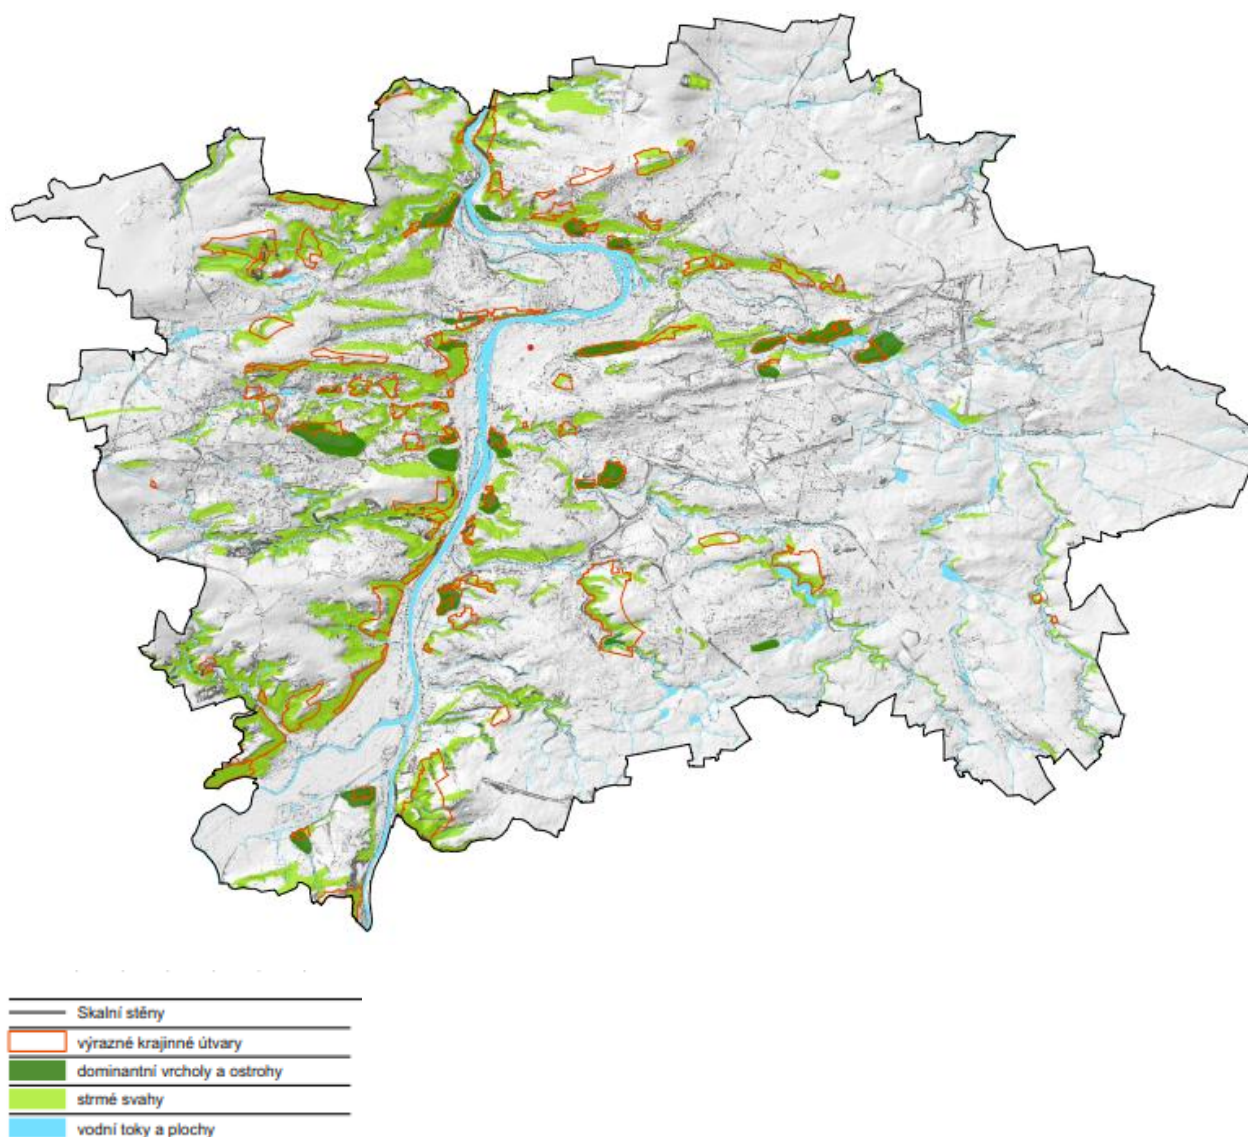 Skalní stěny
výrazné krajinné útvary
dominantní vrcholy a ostrohy
strmé svahy
vodní toky a plochy